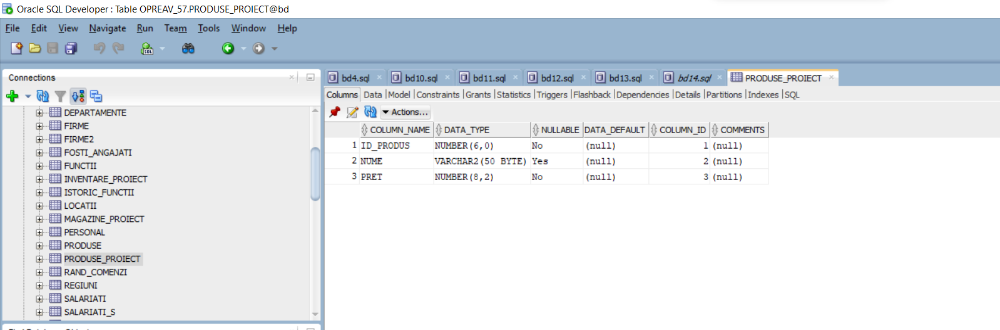 Oracle SQL Developer : Table OPREAV_57.PRODUSE_PROIECT@bd
File Edit View Navigate Run Team Tools Window Help
SQL
Connections
DEPARTAMENTE
FIRME
FIRME2
FOSTI_ANGAJATI
FUNCTII
INVENTARE_PROIECT
ISTORIC_FUNCTII
LOCATII
MAGAZINE_PROIECT
PERSONAL
PRODUSE
PRODUSE_PROIECT
RAND_COMENZI
REGIUNI
SALARIATI
SALARIATI_S
bd4.sql bd10.sql bd11.sql bd12.sql bd13.sql bd14.sql PRODUSE_PROIECT
Columns Data |Model |Constraints |Grants |Statistics |Triggers |Flashback |Dependencies |Details |Partitions |Indexes |SQL
Actions...
COLUMN_NAME DATA_TYPE NULLABLE DATA_DEFAULT COLUMN_ID COMMENTS
1 ID_PRODUS NUMBER(6,0) No (null) 1 (null)
2 NUME VARCHAR2(50 BYTE) Yes (null) 2 (null)
3 PRET NUMBER(8,2) No (null) 3 (null)